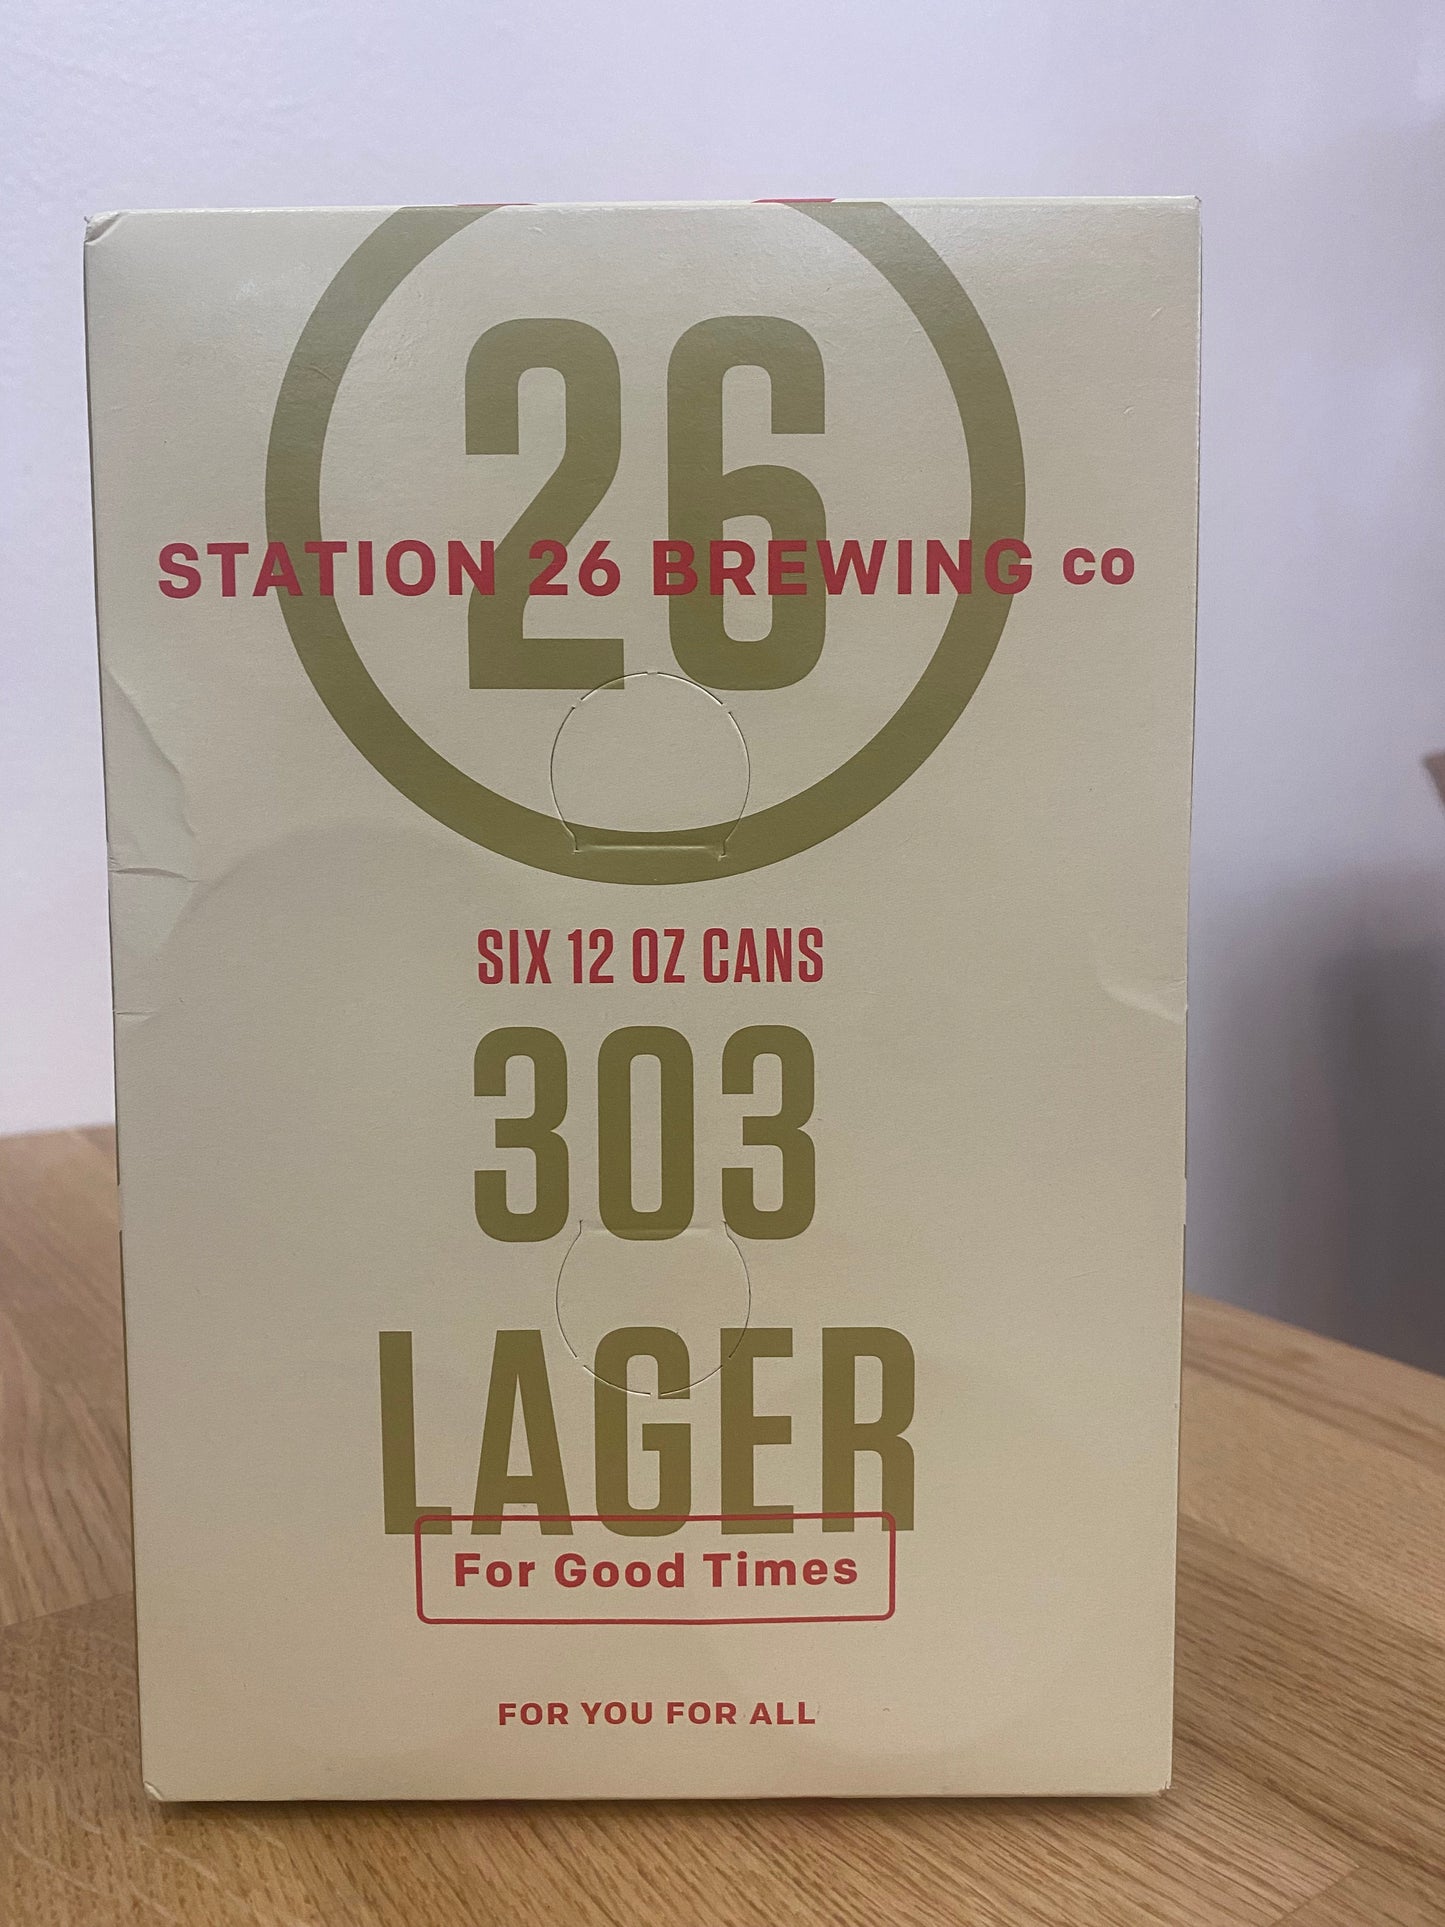 26
STATION 26 BREWING CO
SIX 12 OZ CANS
303
LAGER
For Good Times
FOR YOU FOR ALL